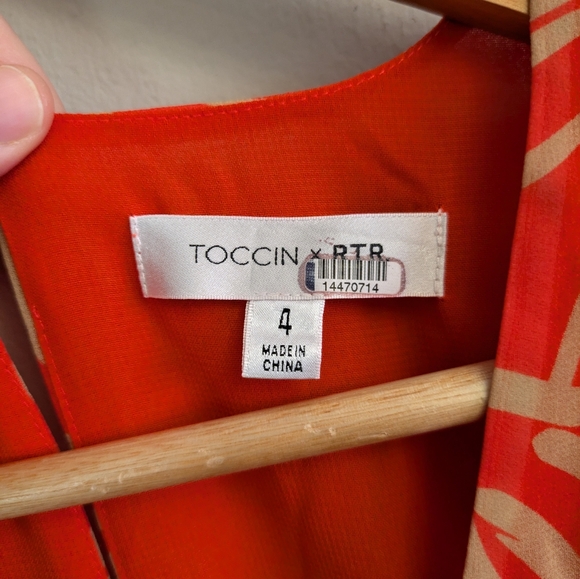 TOCCIN x RTR
14470714
4
MADE IN
CHINA